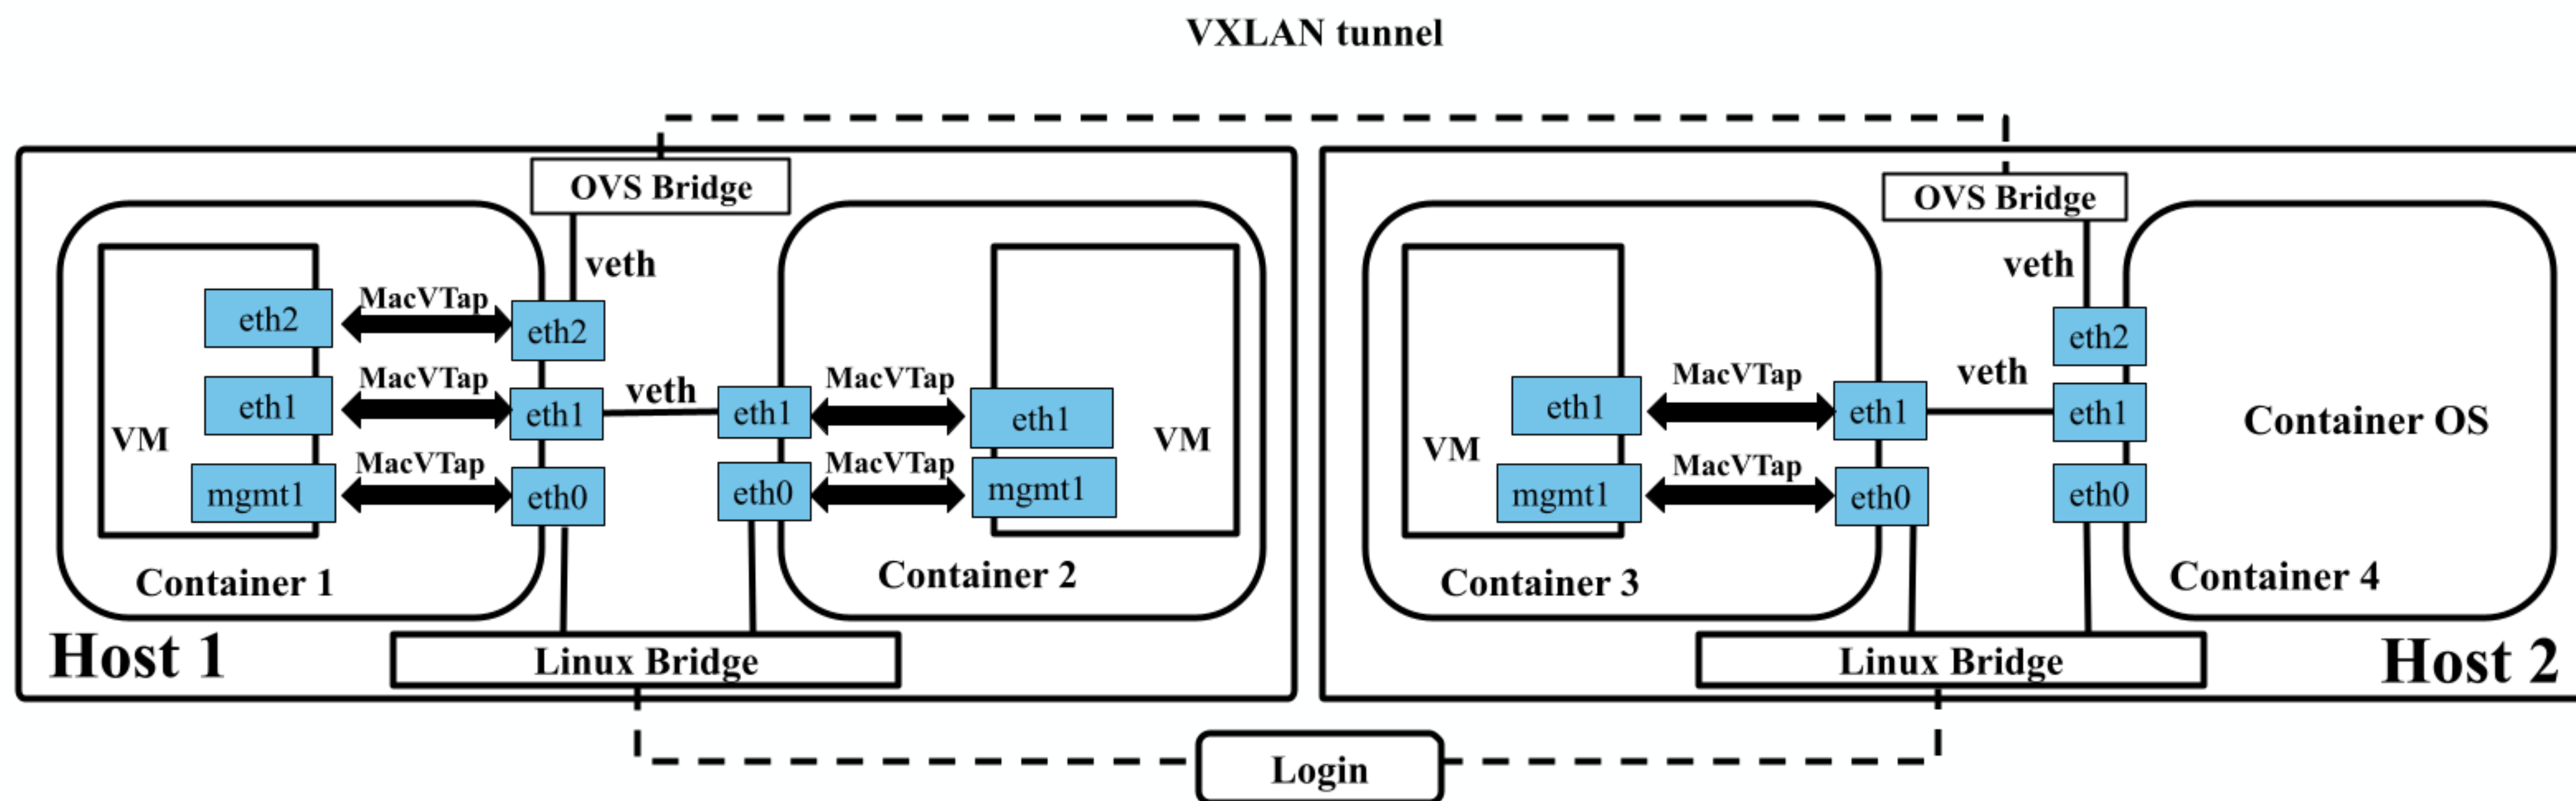 VXLAN tunnel
OVS Bridge
veth
eth2
MacVTap
eth2
eth1
MacVTap
eth1
veth
eth1
MacVTap
eth1
VM
mgmt1
MacVTap
eth0
eth0
MacVTap
mgmt1
VM
Container 1
Container 2
Host 1
Linux Bridge
OVS Bridge
veth
eth2
eth1
MacVTap
eth1
veth
eth1
Container OS
VM
mgmt1
MacVTap
eth0
eth0
Container 3
Container 4
Linux Bridge
Host 2
Login